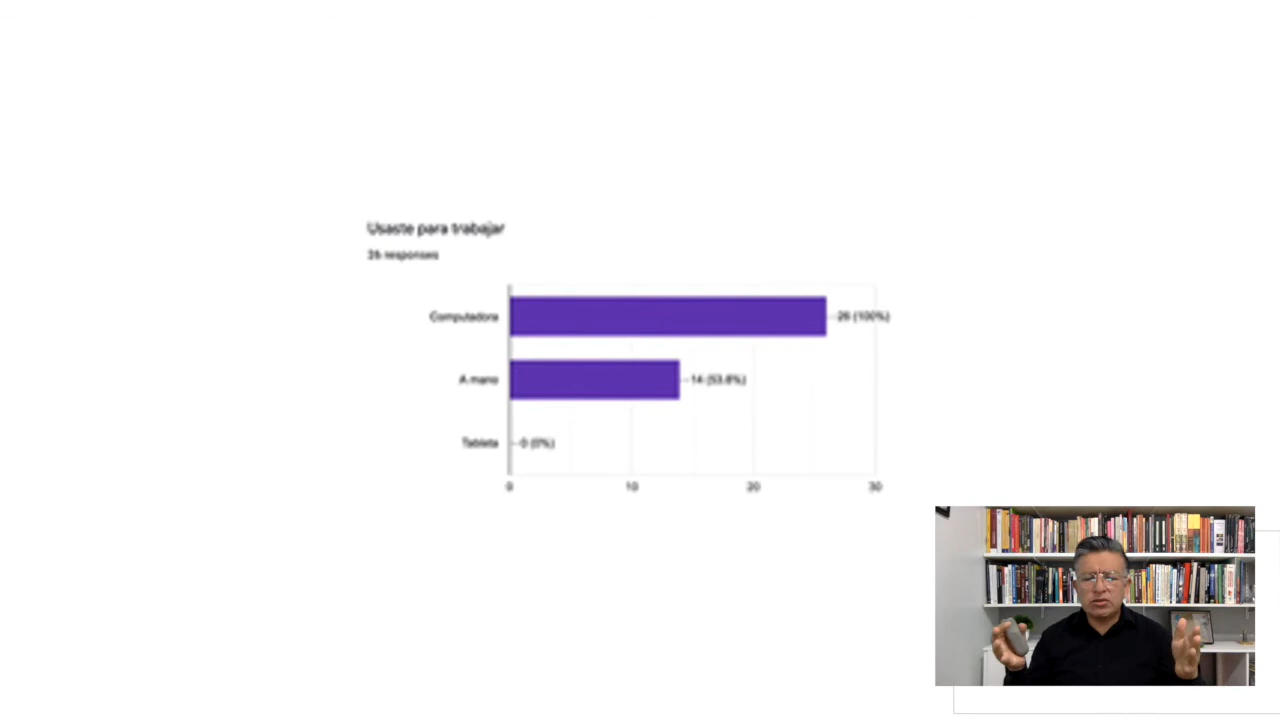 Usaste para trabajar
26 responses
Computadora
26 (100%)
A mano
14 (53.8%)
Tableta
0 (0%)
0 10 20 30